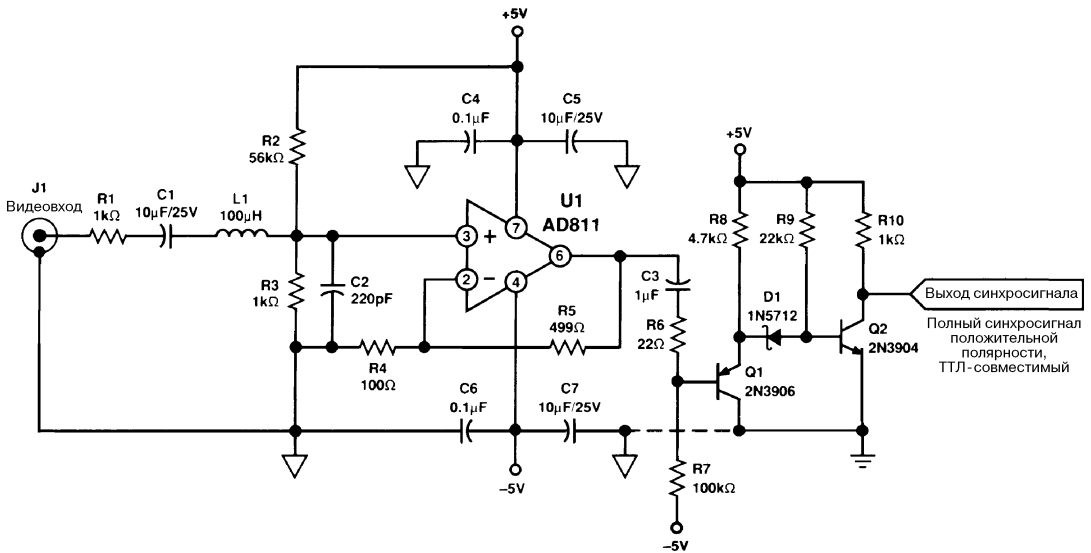 +5V
C4
0.1μF
C5
10μF/25V
R2
56kΩ
+5V
J1
Видеовход
R1
1kΩ
C1
10μF/25V
L1
100μH
U1
AD811
7
3
+
6
2
−
4
R8
4.7kΩ
R9
22kΩ
R10
1kΩ
R3
1kΩ
C2
220pF
C3
1μF
R5
499Ω
R6
22Ω
D1
1N5712
Выход синхросигнала
Полный синхросигнал
положительной
полярности,
ТТЛ-совместимый
Q2
2N3904
R4
100Ω
Q1
2N3906
C6
0.1μF
C7
10μF/25V
−5V
R7
100kΩ
−5V